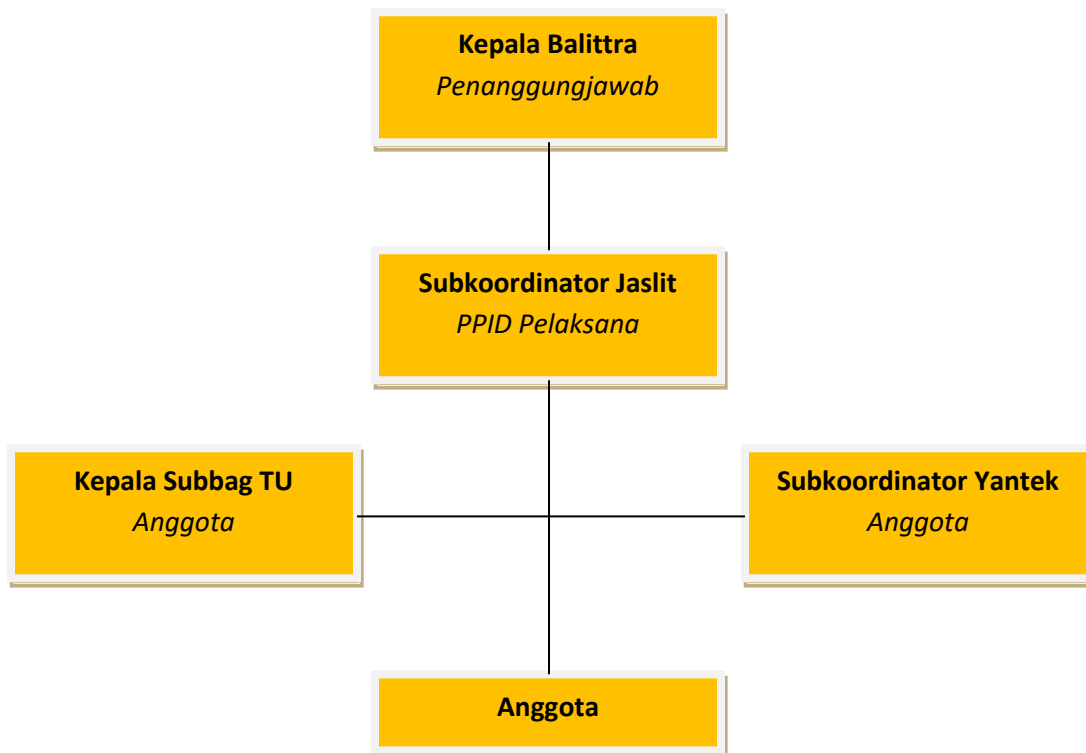 Kepala Balittra
Penanggungjawab
Subkoordinator Jaslit
PPID Pelaksana
Kepala Subbag TU
Anggota
Subkoordinator Yantek
Anggota
Anggota